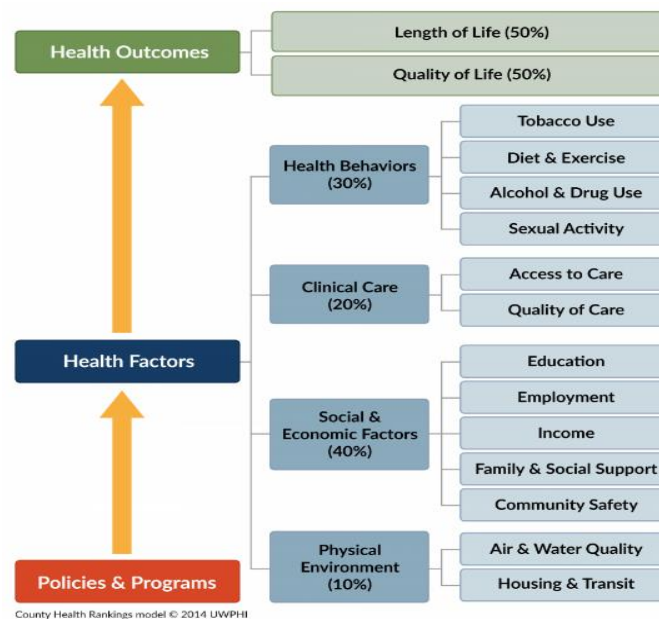 Health Outcomes
Length of Life (50%)
Quality of Life (50%)
Health Factors
Health Behaviors
(30%)
Tobacco Use
Diet & Exercise
Alcohol & Drug Use
Sexual Activity
Clinical Care
(20%)
Access to Care
Quality of Care
Social &
Economic Factors
(40%)
Education
Employment
Income
Family & Social Support
Community Safety
Physical
Environment
(10%)
Air & Water Quality
Housing & Transit
Policies & Programs
County Health Rankings model © 2014 UWPHI